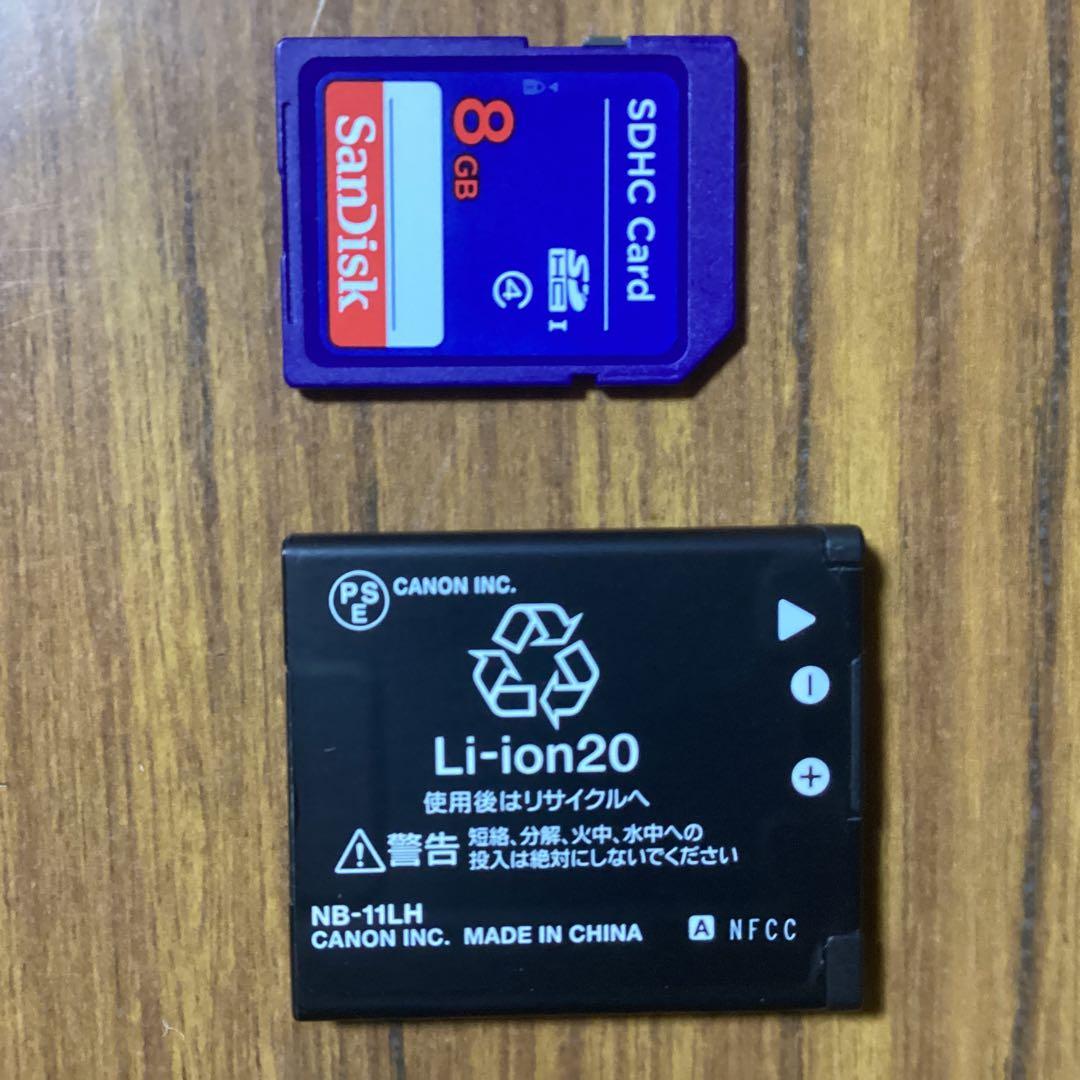 SDHC Card
SD HC I
4
8 GB
SanDisk
PSE CANON INC.
Li-ion20
使用後はリサイクルへ
警告 短絡、分解、火中、水中への
投入は絶対にしないでください
NB-11LH
CANON INC. MADE IN CHINA A NFCC